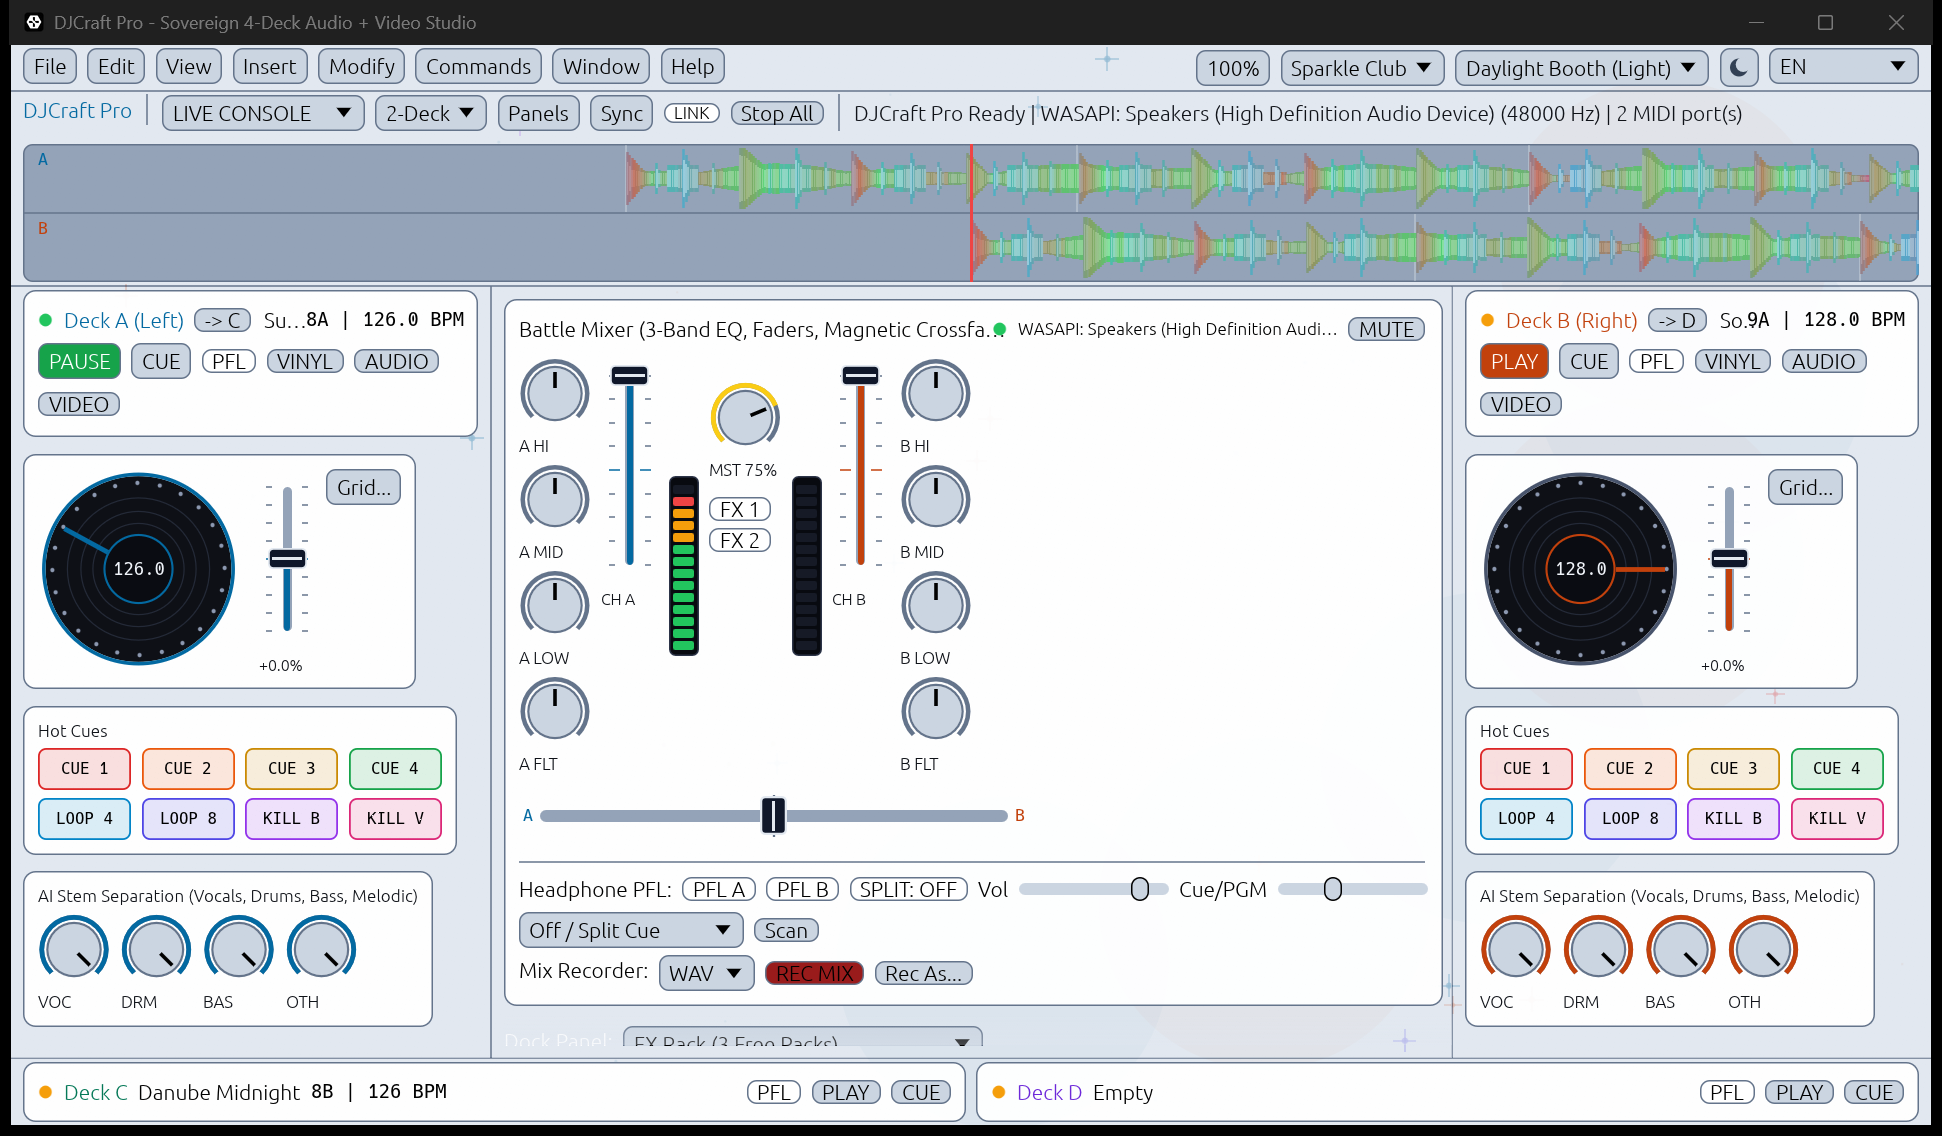 DJCraft Pro - Sovereign 4-Deck Audio + Video Studio
File Edit View Insert Modify Commands Window Help 100% Sparkle Club Daylight Booth (Light) EN
DJCraft Pro LIVE CONSOLE 2-Deck Panels Sync LINK Stop All DJCraft Pro Ready | WASAPI: Speakers (High Definition Audio Device) (48000 Hz) | 2 MIDI port(s)
A
B
Deck A (Left) -> C Su... 8A | 126.0 BPM
PAUSE CUE PFL VINYL AUDIO
VIDEO
126.0
Grid...
+0.0%
Hot Cues
CUE 1 CUE 2 CUE 3 CUE 4
LOOP 4 LOOP 8 KILL B KILL V
AI Stem Separation (Vocals, Drums, Bass, Melodic)
VOC DRM BAS OTH
Battle Mixer (3-Band EQ, Faders, Magnetic Crossfa... WASAPI: Speakers (High Definition Audi... MUTE
A HI B HI
MST 75%
FX 1
FX 2
A MID B MID
CH A CH B
A LOW B LOW
A FLT B FLT
A B
Headphone PFL: PFL A PFL B SPLIT: OFF Vol Cue/PGM
Off / Split Cue Scan
Mix Recorder: WAV REC MIX Rec As...
Dock Panel: FX Rack (3 Free Packs)
Deck B (Right) -> D So... 9A | 128.0 BPM
PLAY CUE PFL VINYL AUDIO
VIDEO
128.0
Grid...
+0.0%
Hot Cues
CUE 1 CUE 2 CUE 3 CUE 4
LOOP 4 LOOP 8 KILL B KILL V
AI Stem Separation (Vocals, Drums, Bass, Melodic)
VOC DRM BAS OTH
Deck C Danube Midnight 8B | 126 BPM PFL PLAY CUE
Deck D Empty PFL PLAY CUE